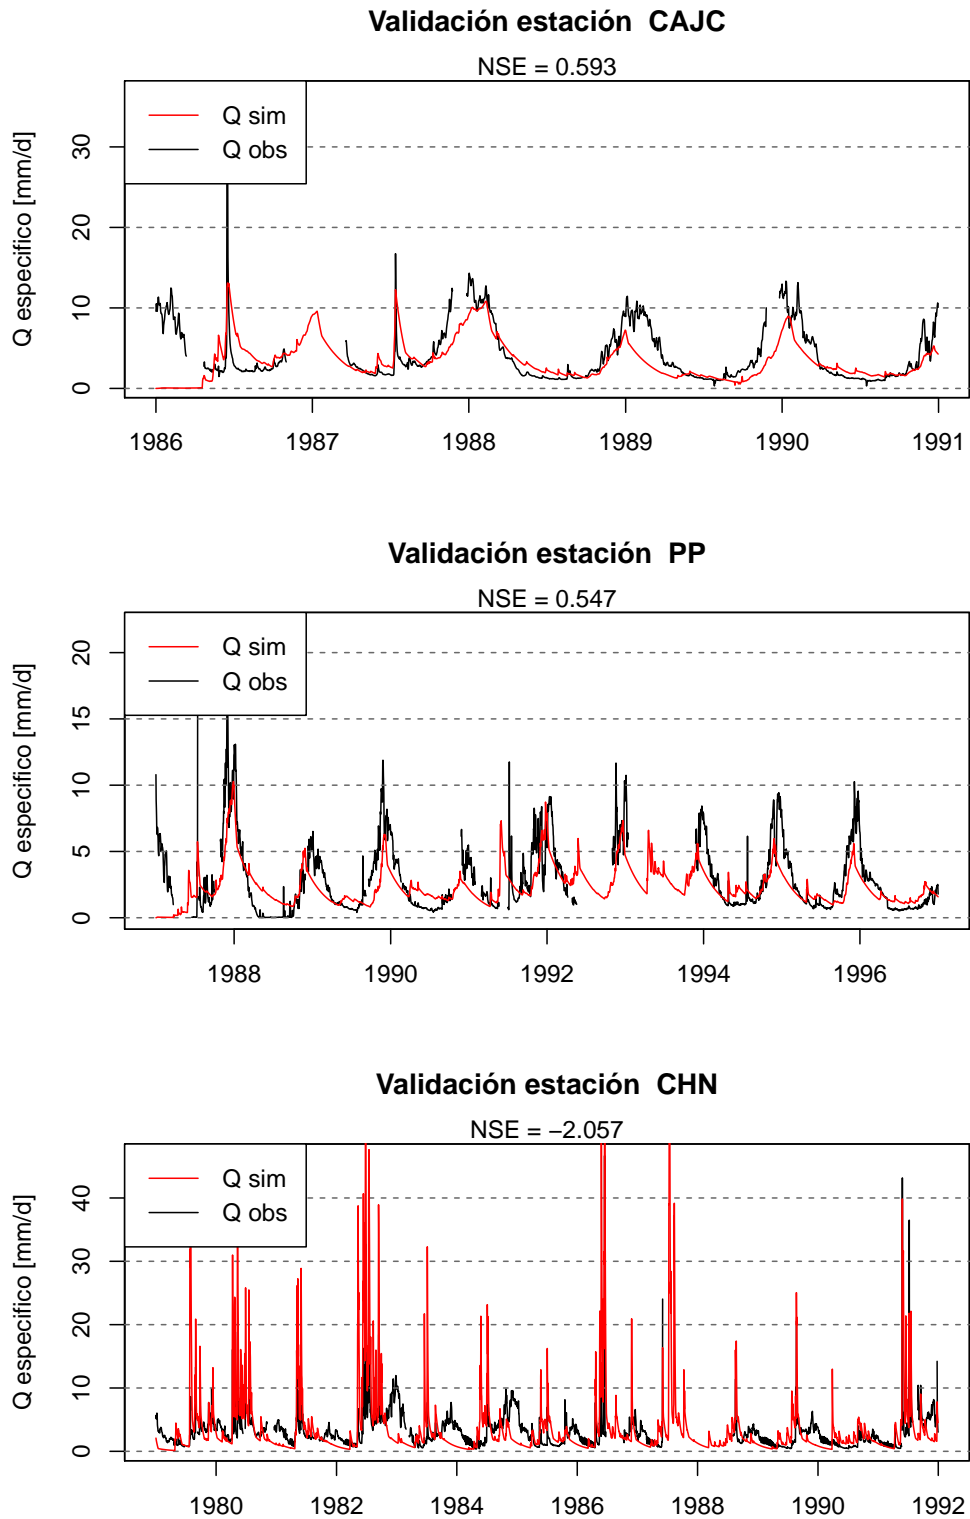 Validación estación  CAJC
NSE = 0.593
Q especifico [mm/d]
30
20
10
0
Q sim
Q obs
1986 1987 1988 1989 1990 1991
Validación estación  PP
NSE = 0.547
Q especifico [mm/d]
20
15
10
5
0
Q sim
Q obs
1988 1990 1992 1994 1996
Validación estación  CHN
NSE = −2.057
Q especifico [mm/d]
40
30
20
10
0
Q sim
Q obs
1980 1982 1984 1986 1988 1990 1992